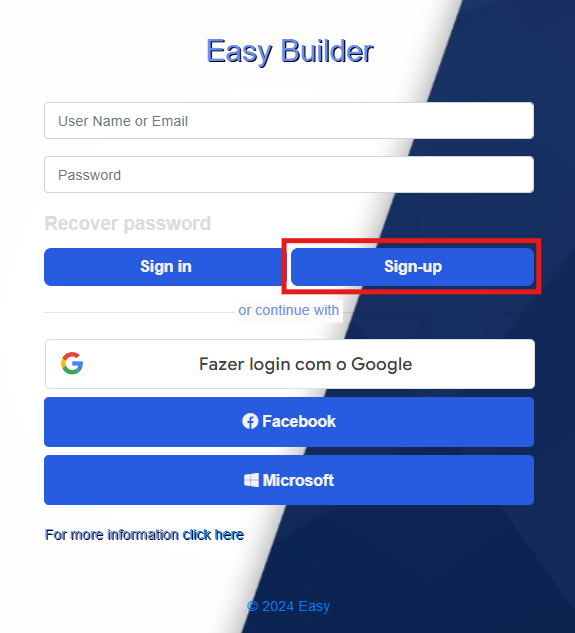 Easy Builder
User Name or Email
Password
Recover password
Sign in
Sign-up
or continue with
Fazer login com o Google
Facebook
Microsoft
For more information click here
© 2024 Easy